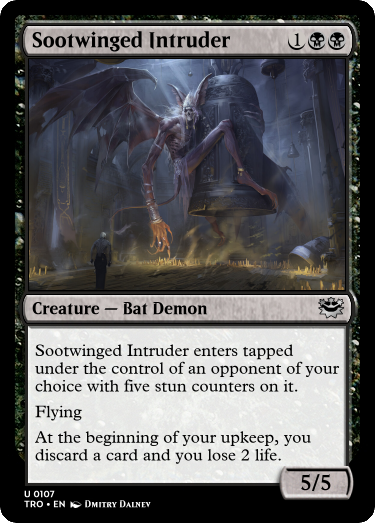 Sootwinged Intruder 1
Creature — Bat Demon
Sootwinged Intruder enters tapped
under the control of an opponent of your
choice with five stun counters on it.
Flying
At the beginning of your upkeep, you
discard a card and you lose 2 life.
5/5
U 0107
TRO • EN Dmitry Dalnev